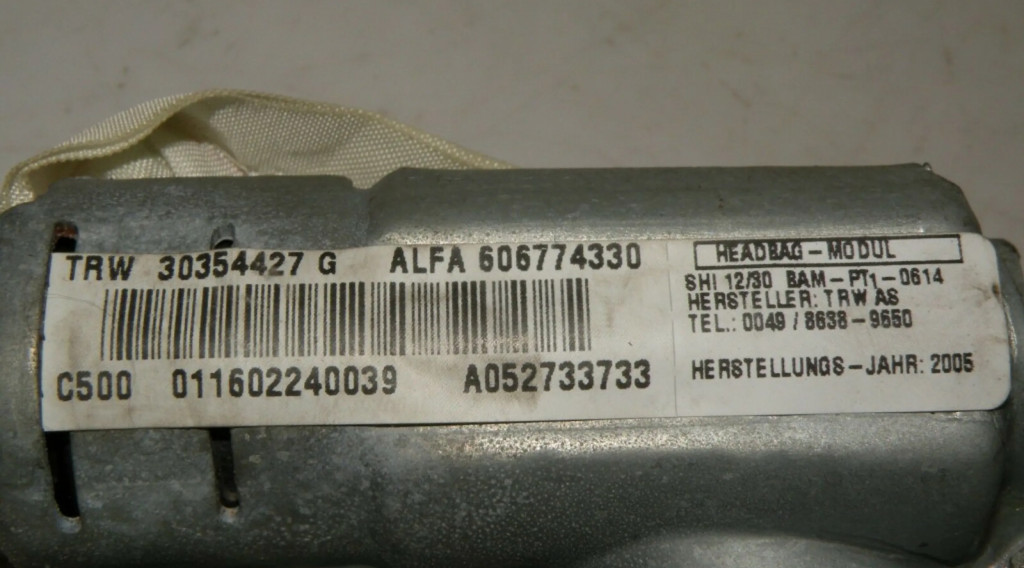 TRW 30354427 G ALFA 606774330
C500 011602240039 A052733733
HEADBAG-MODUL
SHI 12/30 BAM-PT1-0614
HERSTELLER: TRW AS
TEL.: 0049 / 8638-9650
HERSTELLUNGS-JAHR: 2005